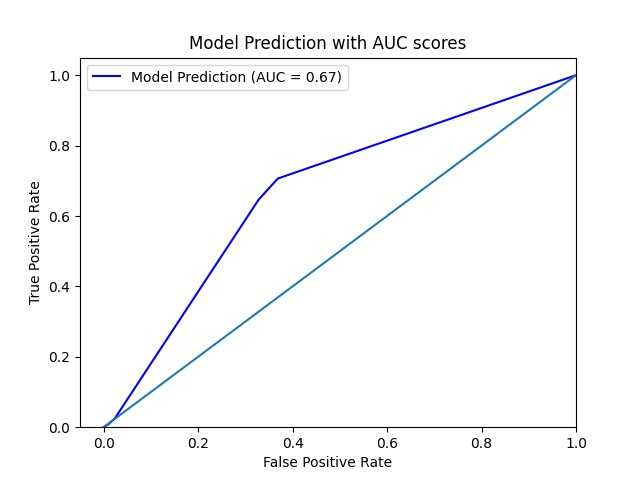 Model Prediction with AUC scores
Model Prediction (AUC = 0.67)
True Positive Rate
1.0
0.8
0.6
0.4
0.2
0.0
0.0 0.2 0.4 0.6 0.8 1.0
False Positive Rate